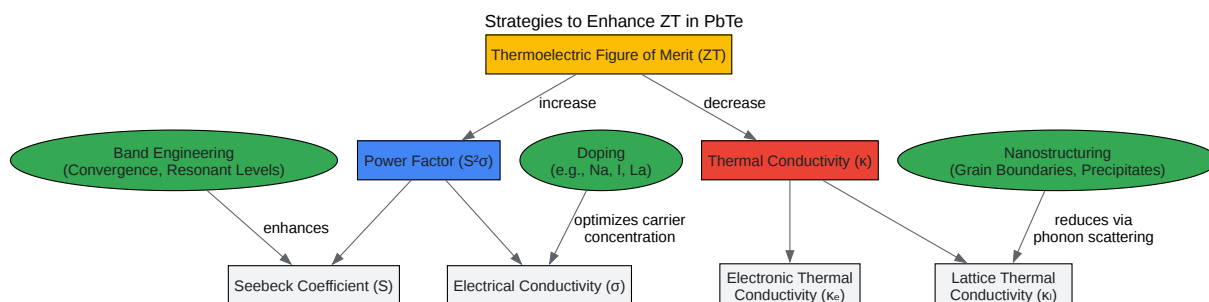 Strategies to Enhance ZT in PbTe
Thermoelectric Figure of Merit (ZT)
increase
decrease
Band Engineering
(Convergence, Resonant Levels)
Power Factor (S²σ)
Doping
(e.g., Na, I, La)
Thermal Conductivity (κ)
Nanostructuring
(Grain Boundaries, Precipitates)
enhances
optimizes carrier
concentration
reduces via
phonon scattering
Seebeck Coefficient (S)
Electrical Conductivity (σ)
Electronic Thermal
Conductivity (κₑ)
Lattice Thermal
Conductivity (κₗ)